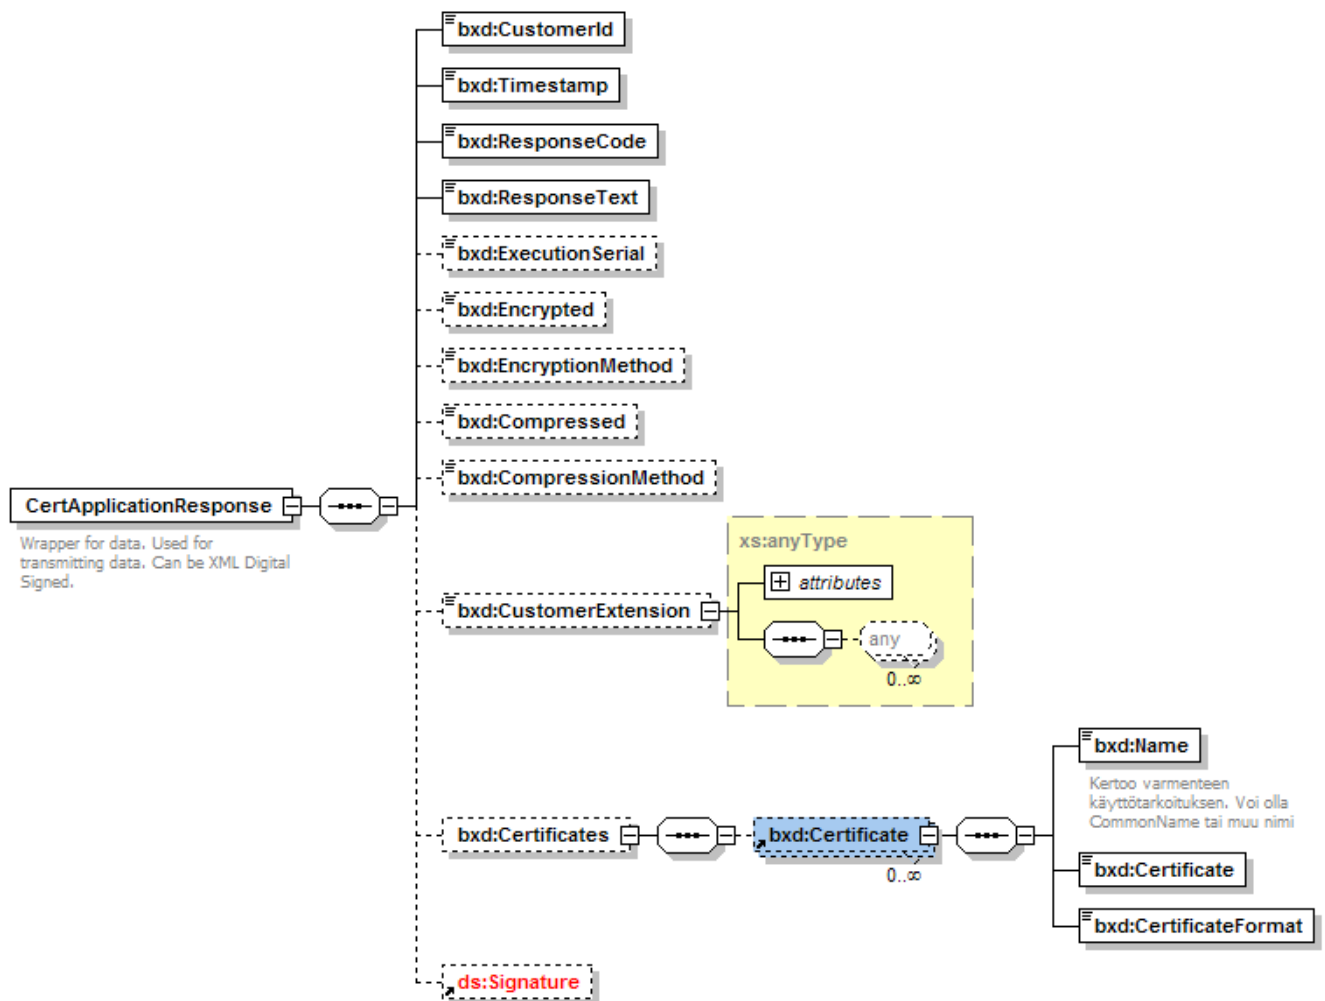 bxd:CustomerId
bxd:Timestamp
bxd:ResponseCode
bxd:ResponseText
bxd:ExecutionSerial
bxd:Encrypted
bxd:EncryptionMethod
bxd:Compressed
bxd:CompressionMethod
CertApplicationResponse
Wrapper for data. Used for
transmitting data. Can be XML Digital
Signed.
xs:anyType
attributes
bxd:CustomerExtension
any
0..∞
bxd:Name
Kertoo varmenteen
käyttötarkoituksen. Voi olla
CommonName tai muu nimi
bxd:Certificates
bxd:Certificate
0..∞
bxd:Certificate
bxd:CertificateFormat
ds:Signature